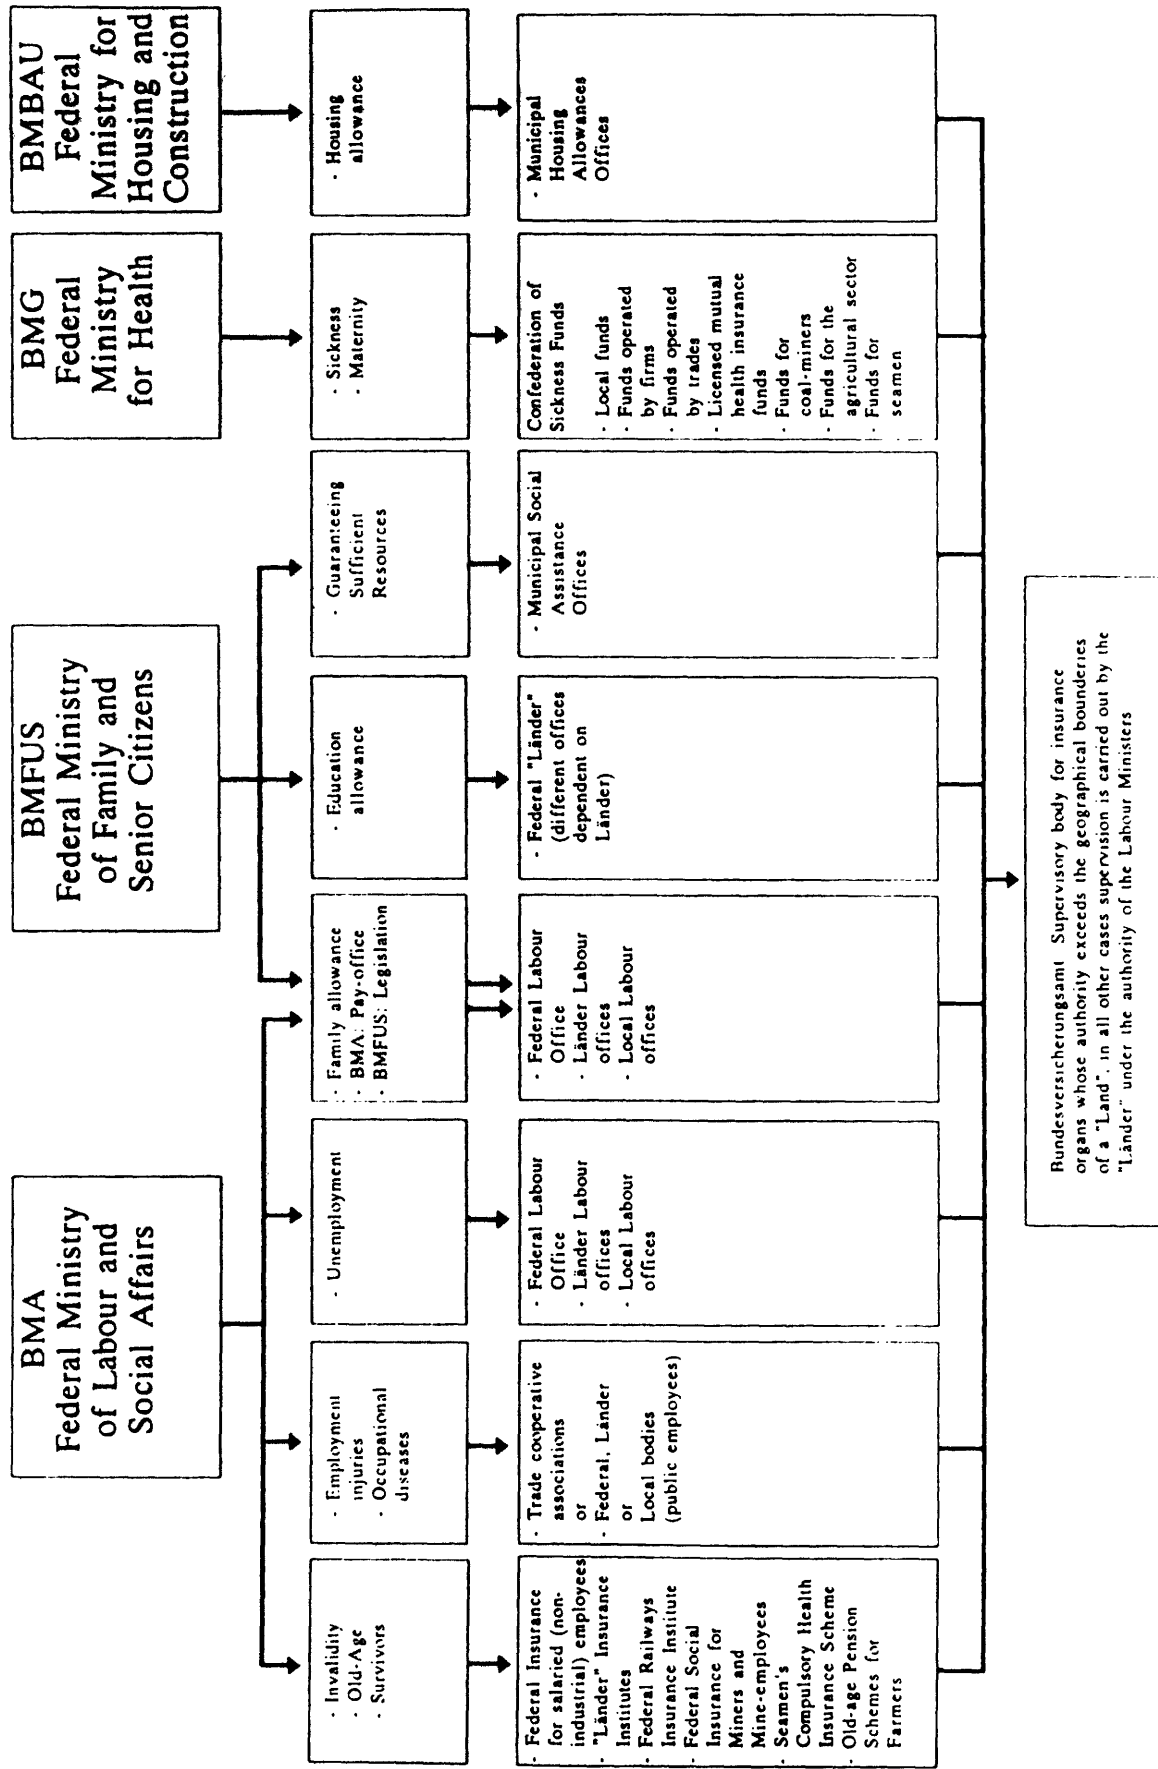 BMA
Federal Ministry
of Labour and
Social Affairs
BMFUS
Federal Ministry
of Family and
Senior Citizens
BMG
Federal
Ministry
for Health
BMBAU
Federal
Ministry for
Housing and
Construction
· Invalidity
· Old-Age
· Survivors
· Employment
injuries
· Occupational
diseases
· Unemployment
· Family allowance
· BMA: Pay-office
BMFUS: Legislation
· Education
allowance
· Guaranteeing
Sufficient
Resources
· Sickness
· Maternity
· Housing
allowance
· Federal Insurance
for salaried (non-
industrial) employees
· "Länder" Insurance
Institutes
· Federal Railways
Insurance Institute
· Federal Social
Insurance for
Miners and
Mine-employees
· Seamen's
Compulsory Health
Insurance Scheme
· Old-age Pension
Schemes for
Farmers
· Trade cooperative
associations
or
· Federal, Länder
or
Local bodies
(public employees)
· Federal Labour
Office
· Länder Labour
offices
· Local Labour
offices
· Federal Labour
Office
· Länder Labour
offices
· Local Labour
offices
· Federal "Länder"
(different offices
dependent on
Länder)
· Municipal Social
Assistance
Offices
Confederation of
Sickness Funds
· Local funds
· Funds operated
by firms
· Funds operated
by trades
· Licensed mutual
health insurance
funds
· Funds for
coal-miners
· Funds for the
agricultural sector
· Funds for
seamen
· Municipal
Housing
Allowances
Offices
Bundesversicherungsamt Supervisory body for insurance
organs whose authority exceeds the geographical bounderies
of a "Land". in all other cases supervision is carried out by the
"Länder" under the authority of the Labour Ministers